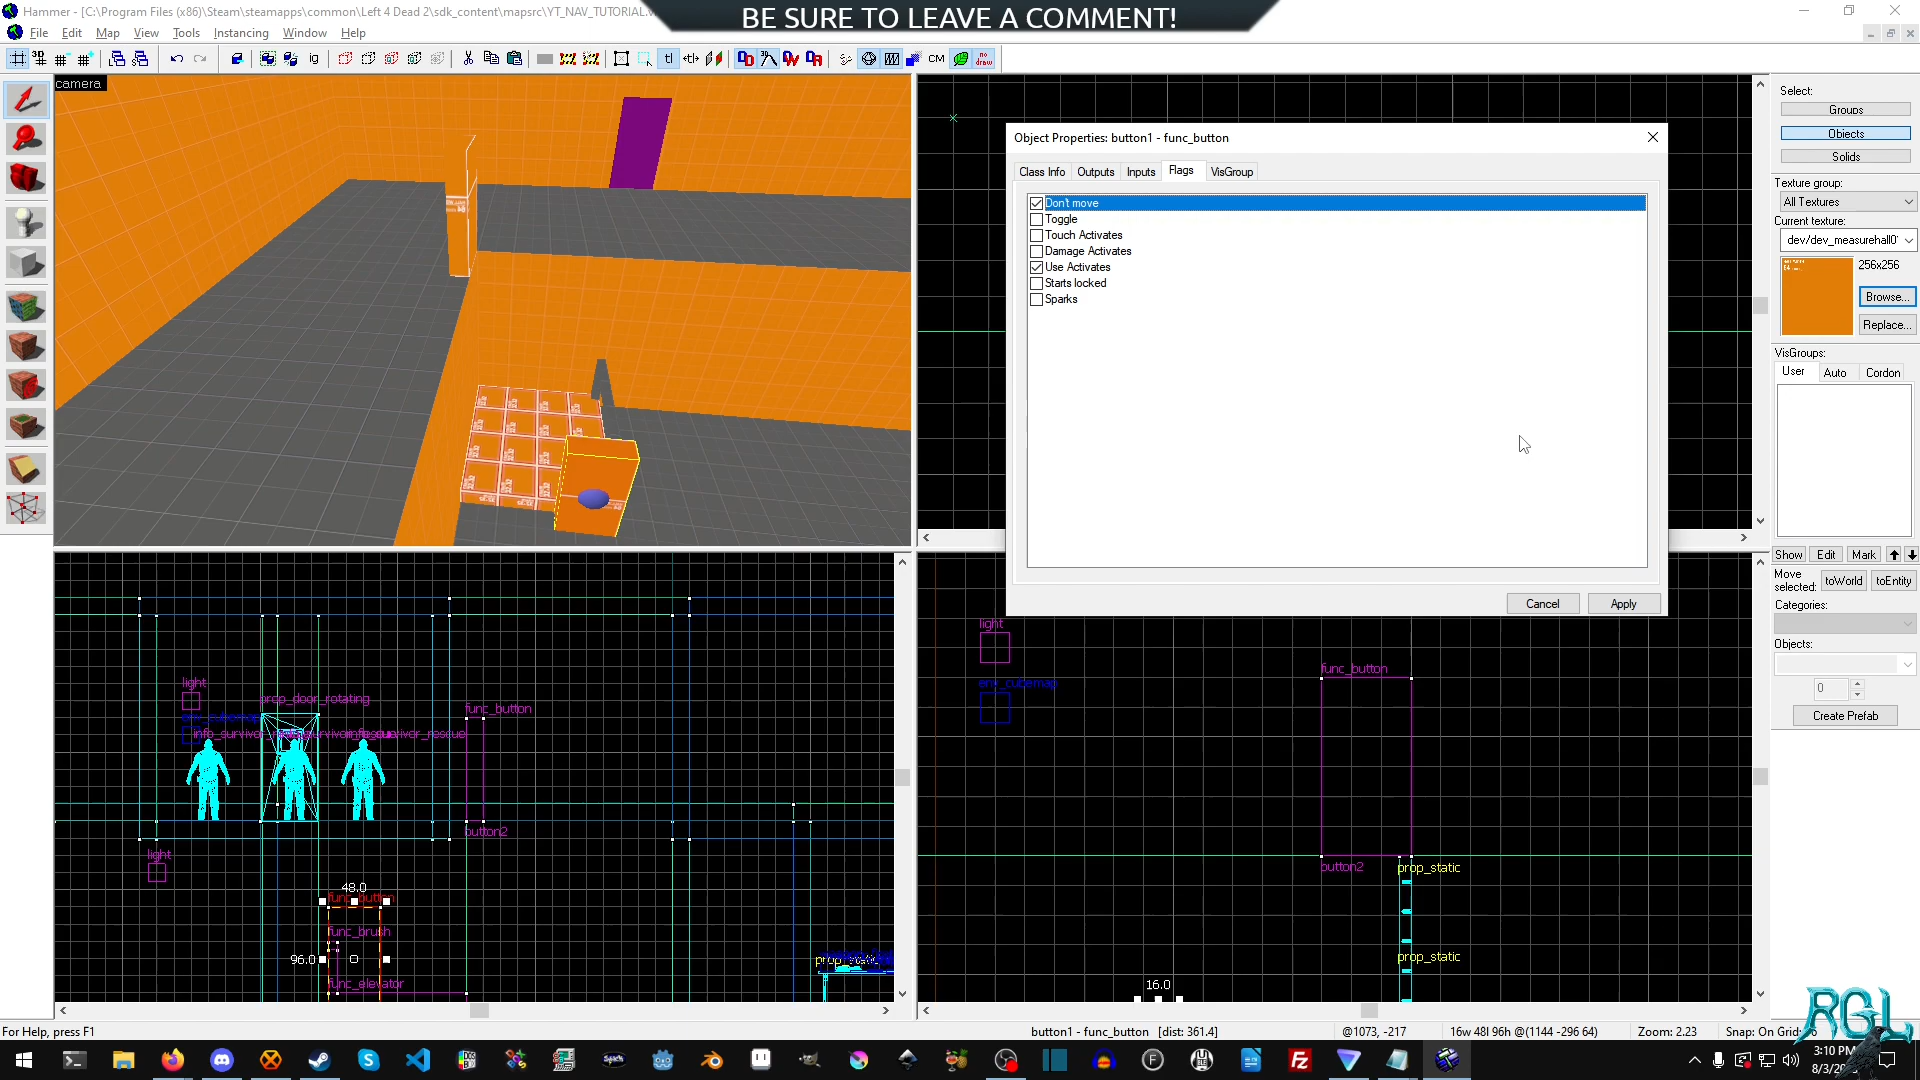 Hammer - [C:\Program Files (x86)\Steam\steamapps\common\Left 4 Dead 2\sdk_content\mapsrc\YT_NAV_TUTORIAL.
BE SURE TO LEAVE A COMMENT!
File Edit Map View Tools Instancing Window Help
camera
Object Properties: button1 - func_button
Class Info Outputs Inputs Flags VisGroup
Don't move
Toggle
Touch Activates
Damage Activates
Use Activates
Starts locked
Sparks
Cancel Apply
Select:
Groups
Objects
Solids
Texture group:
All Textures
Current texture:
dev/dev_measurehall0
256x256
Browse...
Replace...
VisGroups:
User Auto Cordon
Show Edit Mark
Move selected: toWorld toEntity
Categories:
Objects:
0
Create Prefab
light
prop_door_rotating
func_button
button2
light
48.0
func_button
func_brush
96.0
func_elevator
prop_static
light
env_cubemap
func_button
button2
prop_static
prop_static
16.0
For Help, press F1
button1 - func_button [dist: 361.4]
@1073, -217
16w 48l 96h @(1144 -296 64)
Zoom: 2.23
Snap: On Grid:
RGL
3:10 PM